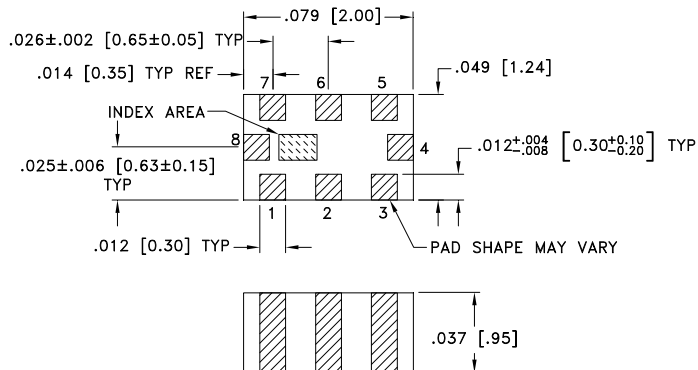 .079 [2.00]
.026±.002 [0.65±0.05] TYP
.014 [0.35] TYP REF
7 6 5
.049 [1.24]
INDEX AREA
8
4
.012+.004-.008 [0.30+0.10-0.20] TYP
.025±.006 [0.63±0.15]
TYP
1 2 3
.012 [0.30] TYP
PAD SHAPE MAY VARY
.037 [.95]